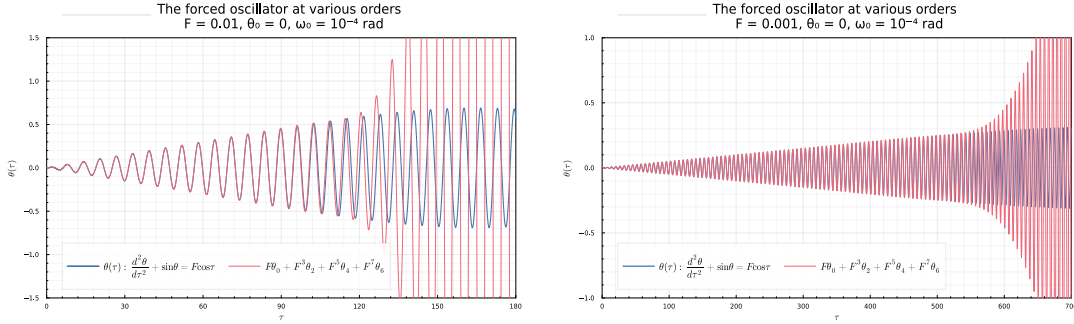 The forced oscillator at various orders
F = 0.01, θ₀ = 0, ω₀ = 10⁻⁴ rad
1.5
1.0
0.5
0.0
−0.5
−1.0
−1.5
θ(τ)
0 30 60 90 120 150 180
τ
θ(τ) : d²θ/dτ² + sinθ = Fcosτ
Fθ₀ + F³θ₂ + F⁵θ₄ + F⁷θ₆
The forced oscillator at various orders
F = 0.001, θ₀ = 0, ω₀ = 10⁻⁴ rad
1.0
0.5
0.0
−0.5
−1.0
θ(τ)
0 100 200 300 400 500 600 700
τ
θ(τ) : d²θ/dτ² + sinθ = Fcosτ
Fθ₀ + F³θ₂ + F⁵θ₄ + F⁷θ₆